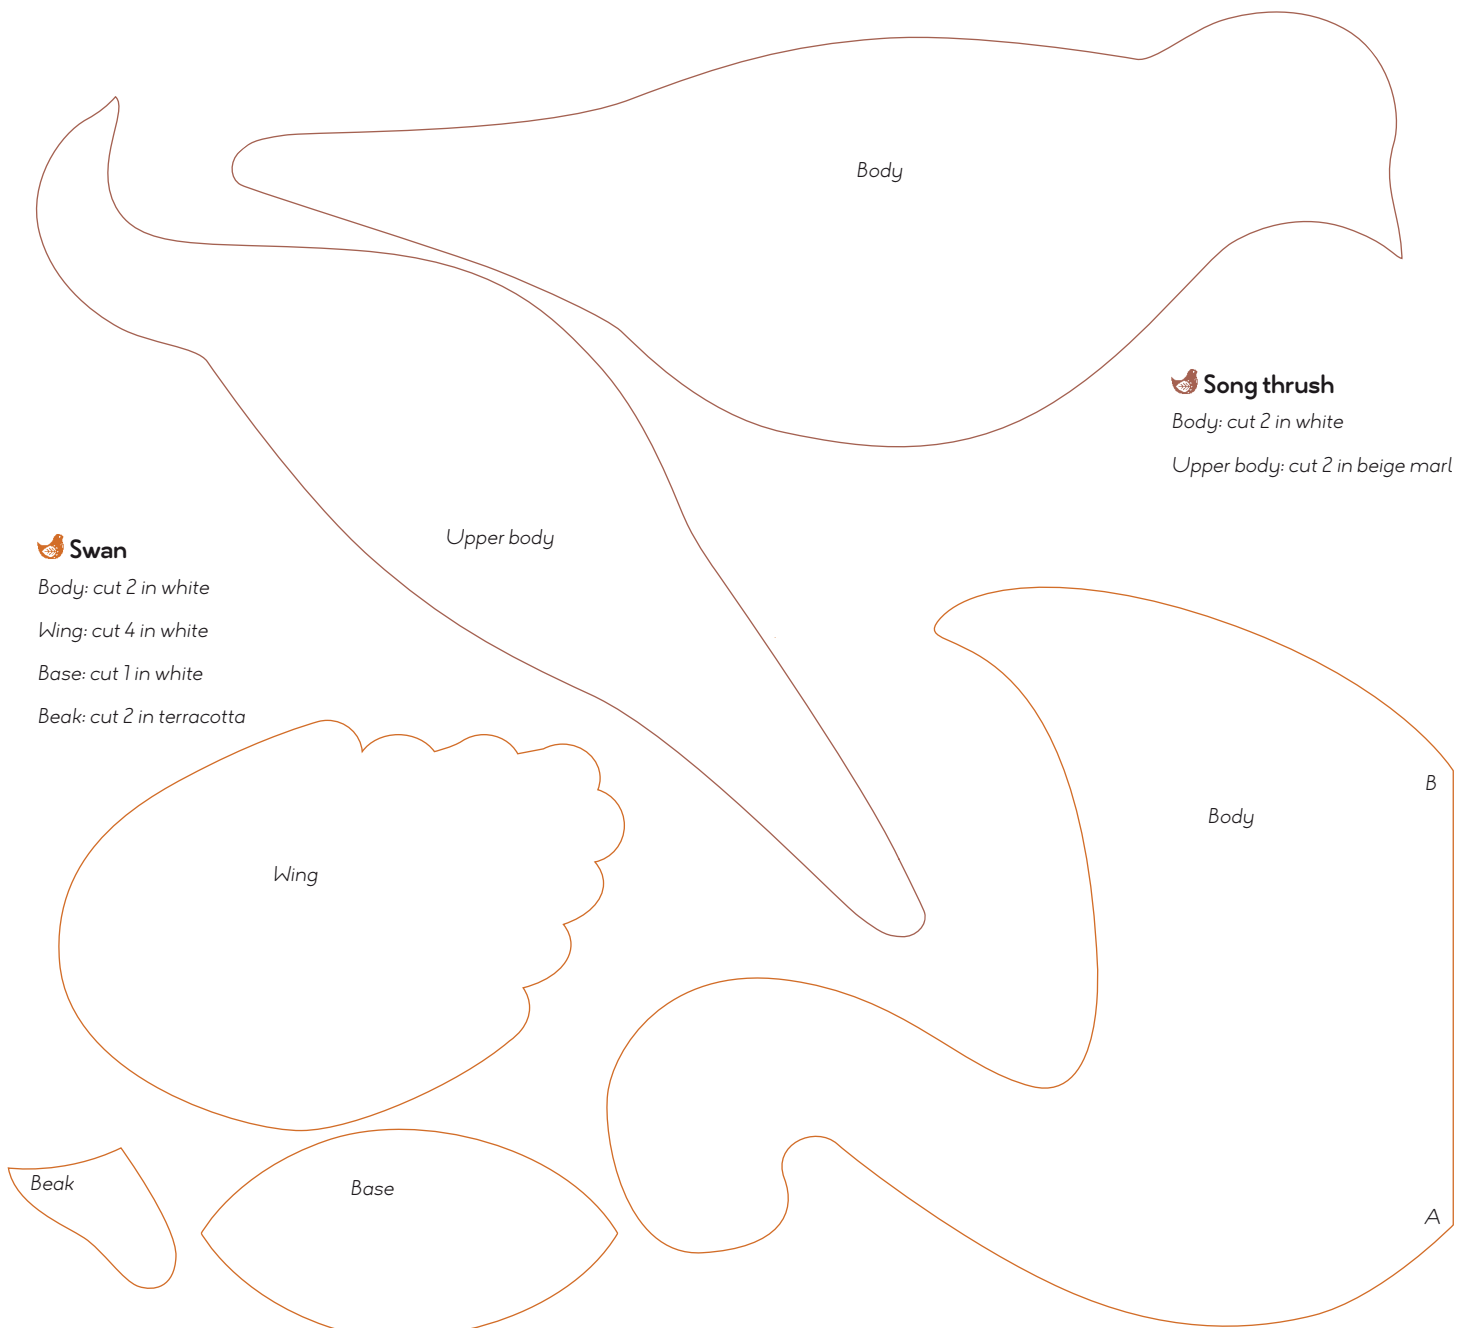 Body
Song thrush
Body: cut 2 in white
Upper body: cut 2 in beige marl
Upper body
Swan
Body: cut 2 in white
Wing: cut 4 in white
Base: cut 1 in white
Beak: cut 2 in terracotta
B
Body
Wing
Beak
Base
A